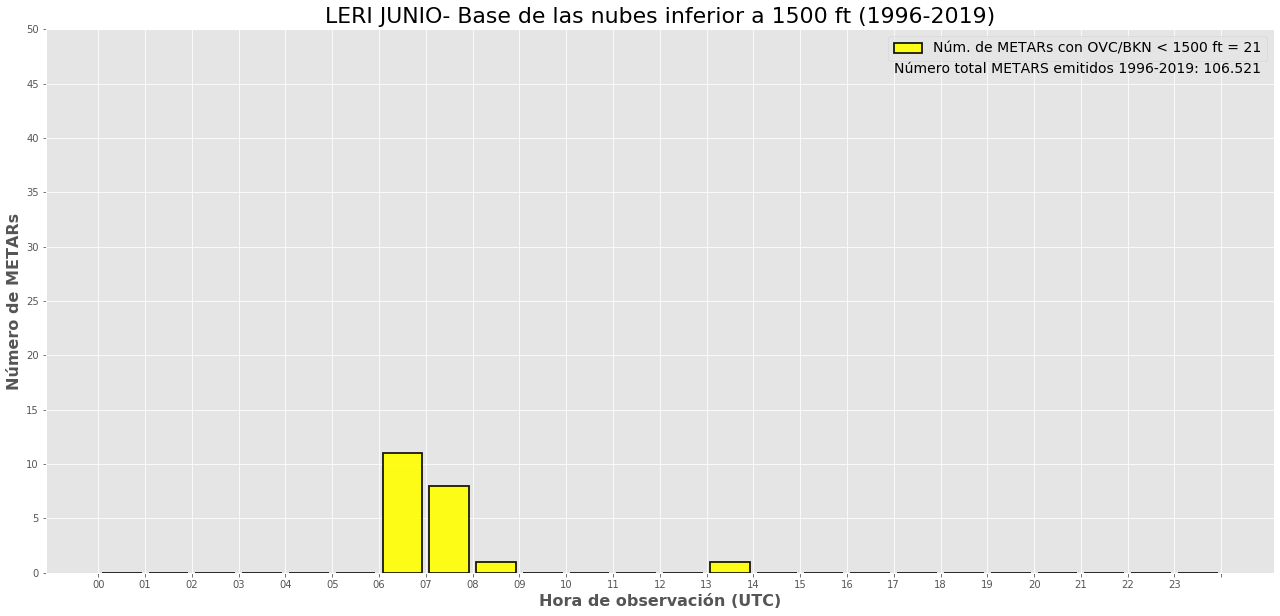 LERI JUNIO- Base de las nubes inferior a 1500 ft (1996-2019)
Núm. de METARs con OVC/BKN < 1500 ft = 21
Número total METARS emitidos 1996-2019: 106.521
Número de METARs
50
45
40
35
30
25
20
15
10
5
0
00 01 02 03 04 05 06 07 08 09 10 11 12 13 14 15 16 17 18 19 20 21 22 23
Hora de observación (UTC)